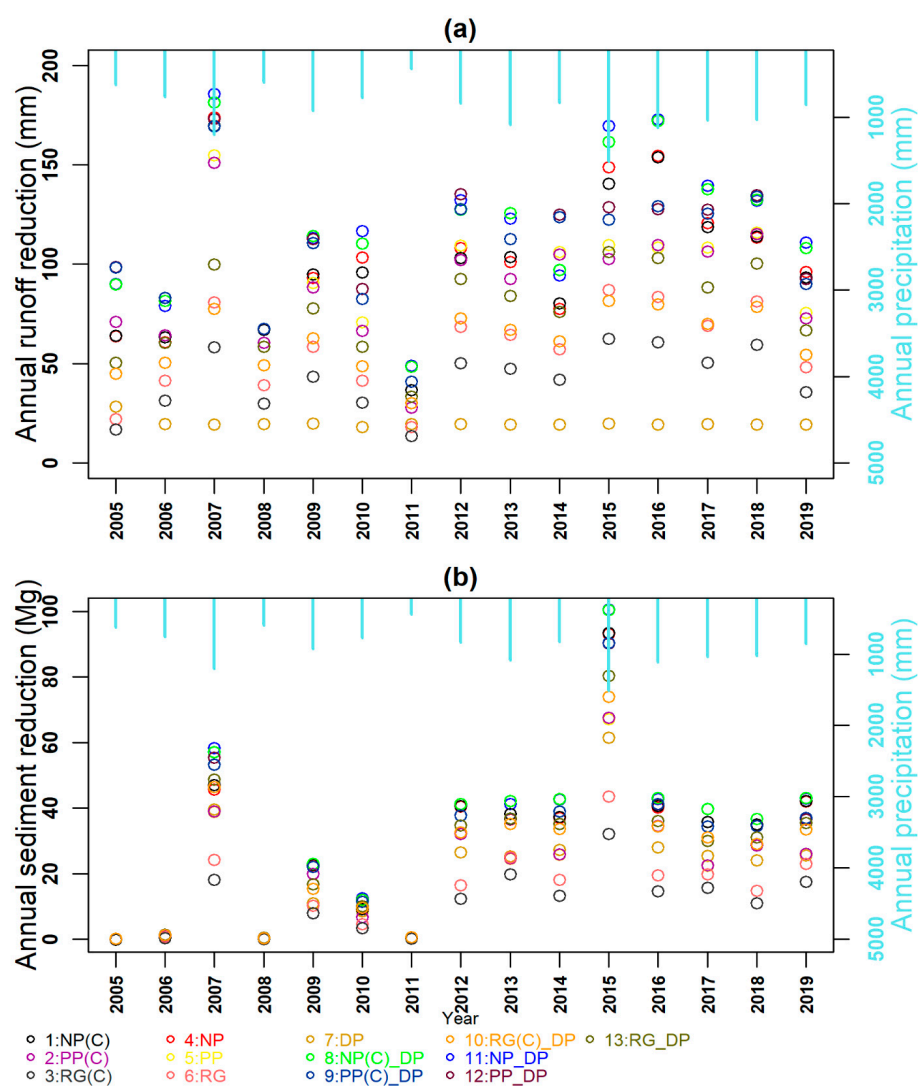 (a)
Annual runoff reduction (mm)
200
150
100
50
0
Annual precipitation (mm)
1000
2000
3000
4000
5000
2005 2006 2007 2008 2009 2010 2011 2012 2013 2014 2015 2016 2017 2018 2019
(b)
Annual sediment reduction (Mg)
100
80
60
40
20
0
Annual precipitation (mm)
1000
2000
3000
4000
5000
2005 2006 2007 2008 2009 2010 2011 2012 2013 2014 2015 2016 2017 2018 2019
Year
1:NP(C) 4:NP 7:DP 10:RG(C)_DP 13:RG_DP
2:PP(C) 5:PP 8:NP(C)_DP 11:NP_DP
3:RG(C) 6:RG 9:PP(C)_DP 12:PP_DP